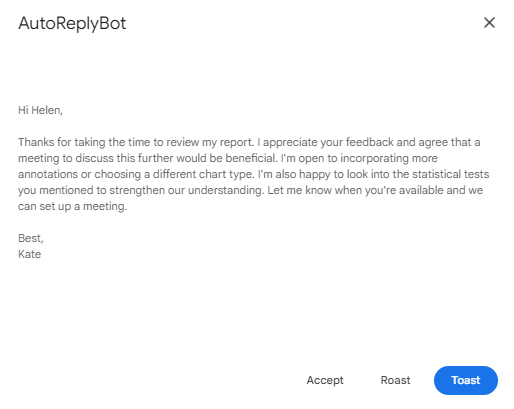 AutoReplyBot
Hi Helen,
Thanks for taking the time to review my report. I appreciate your feedback and agree that a
meeting to discuss this further would be beneficial. I'm open to incorporating more
annotations or choosing a different chart type. I'm also happy to look into the statistical tests
you mentioned to strengthen our understanding. Let me know when you're available and we
can set up a meeting.
Best,
Kate
Accept Roast Toast